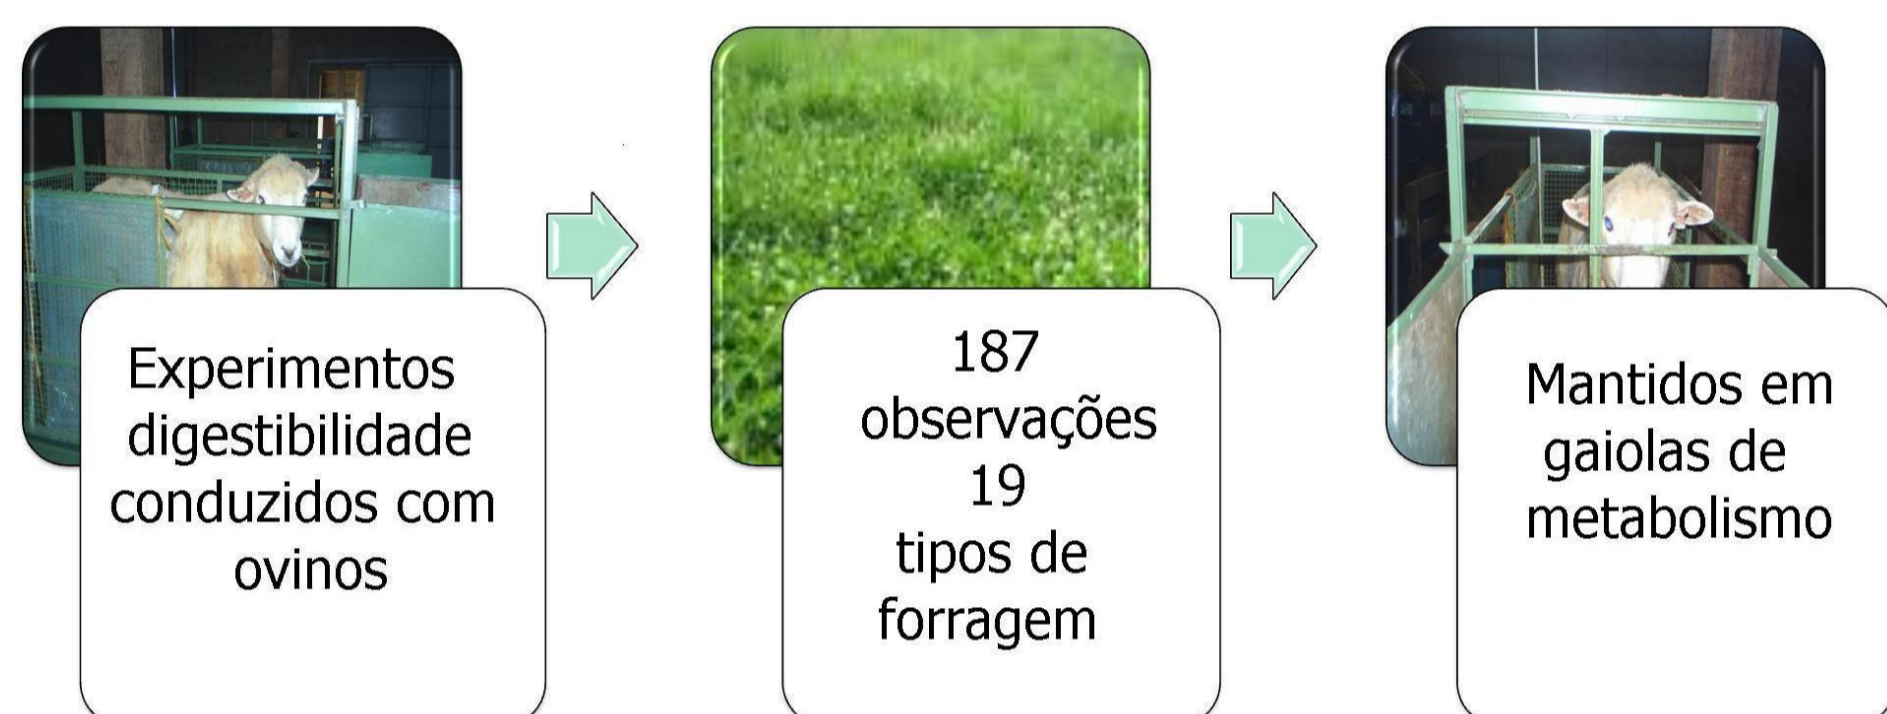 Experimentos
digestibilidade
conduzidos com
ovinos
187
observações
19
tipos de
forragem
Mantidos em
gaiolas de
metabolismo